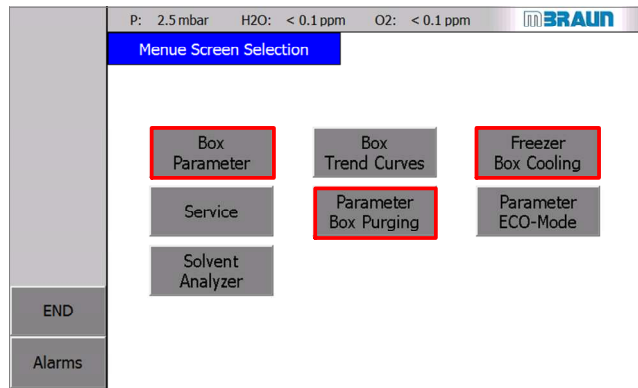 P: 2.5 mbar H2O: < 0.1 ppm O2: < 0.1 ppm mBRAUN
Menue Screen Selection
Box
Parameter
Box
Trend Curves
Freezer
Box Cooling
Service
Parameter
Box Purging
Parameter
ECO-Mode
Solvent
Analyzer
END
Alarms